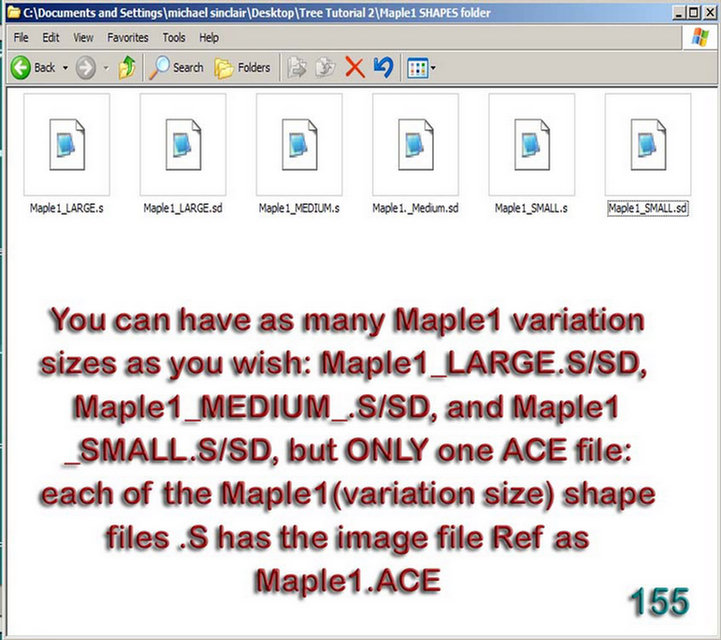 C:\Documents and Settings\michael sinclair\Desktop\Tree Tutorial 2\Maple1 SHAPES folder
File Edit View Favorites Tools Help
Back Search Folders
Maple1_LARGE.s Maple1_LARGE.sd Maple1_MEDIUM.s Maple1._Medium.sd Maple1_SMALL.s Maple1_SMALL.sd
You can have as many Maple1 variation
sizes as you wish: Maple1_LARGE.S/SD,
Maple1_MEDIUM_.S/SD, and Maple1
_SMALL.S/SD, but ONLY one ACE file:
each of the Maple1(variation size) shape
files .S has the image file Ref as
Maple1.ACE
155